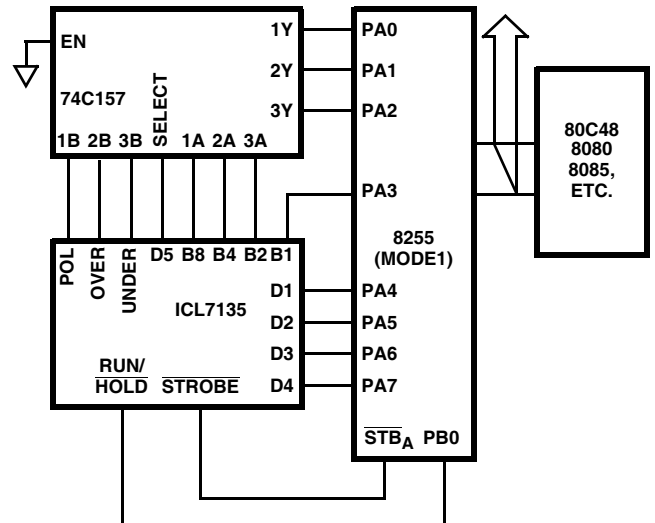 EN
74C157
1Y
2Y
3Y
1B 2B 3B SELECT 1A 2A 3A
PA0
PA1
PA2
PA3
8255
(MODE1)
PA4
PA5
PA6
PA7
STBA PB0
80C48
8080
8085,
ETC.
POL OVER UNDER D5 B8 B4 B2 B1
ICL7135
D1
D2
D3
D4
RUN/
HOLD STROBE